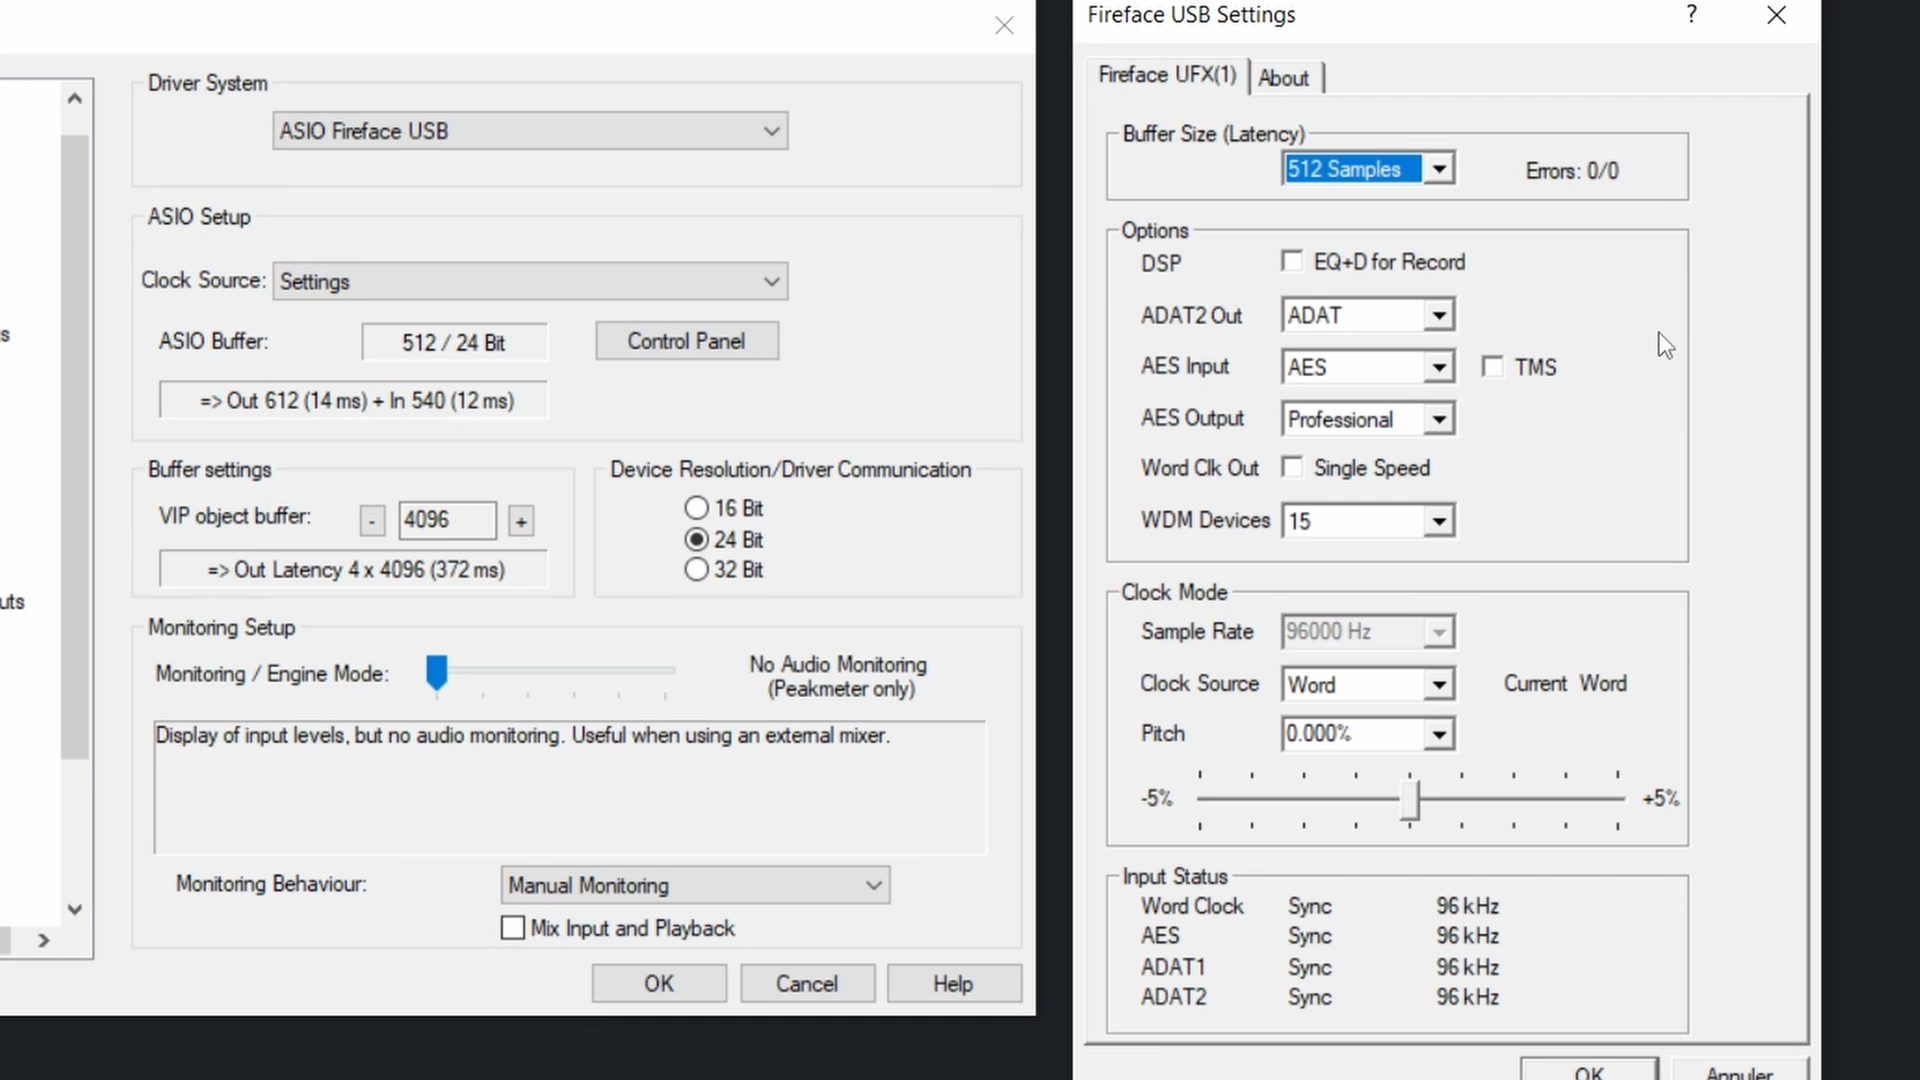 Driver System
ASIO Fireface USB
ASIO Setup
Clock Source: Settings
ASIO Buffer: 512 / 24 Bit Control Panel
=> Out 612 (14 ms) + In 540 (12 ms)
Buffer settings
VIP object buffer: - 4096 +
=> Out Latency 4 x 4096 (372 ms)
Device Resolution/Driver Communication
16 Bit
24 Bit
32 Bit
Monitoring Setup
Monitoring / Engine Mode:
No Audio Monitoring
(Peakmeter only)
Display of input levels, but no audio monitoring. Useful when using an external mixer.
Monitoring Behaviour: Manual Monitoring
Mix Input and Playback
OK Cancel Help
s
uts
Fireface USB Settings ?
Fireface UFX(1) About
Buffer Size (Latency)
512 Samples Errors: 0/0
Options
DSP EQ+D for Record
ADAT2 Out ADAT
AES Input AES TMS
AES Output Professional
Word Clk Out Single Speed
WDM Devices 15
Clock Mode
Sample Rate 96000 Hz
Clock Source Word Current Word
Pitch 0.000%
-5% +5%
Input Status
Word Clock Sync 96 kHz
AES Sync 96 kHz
ADAT1 Sync 96 kHz
ADAT2 Sync 96 kHz
OK Annuler